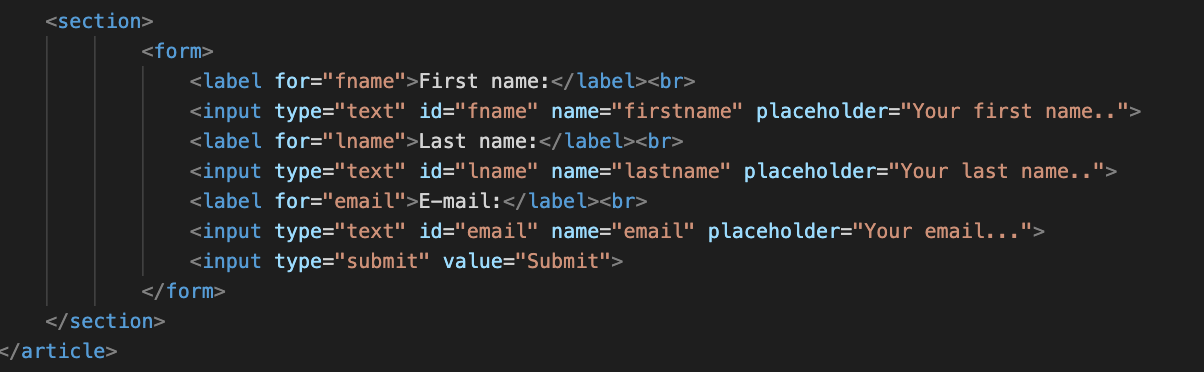 <section>
<form>
<label for="fname">First name:</label><br>
<input type="text" id="fname" name="firstname" placeholder="Your first name..">
<label for="lname">Last name:</label><br>
<input type="text" id="lname" name="lastname" placeholder="Your last name..">
<label for="email">E-mail:</label><br>
<input type="text" id="email" name="email" placeholder="Your email...">
<input type="submit" value="Submit">
</form>
</section>
</article>